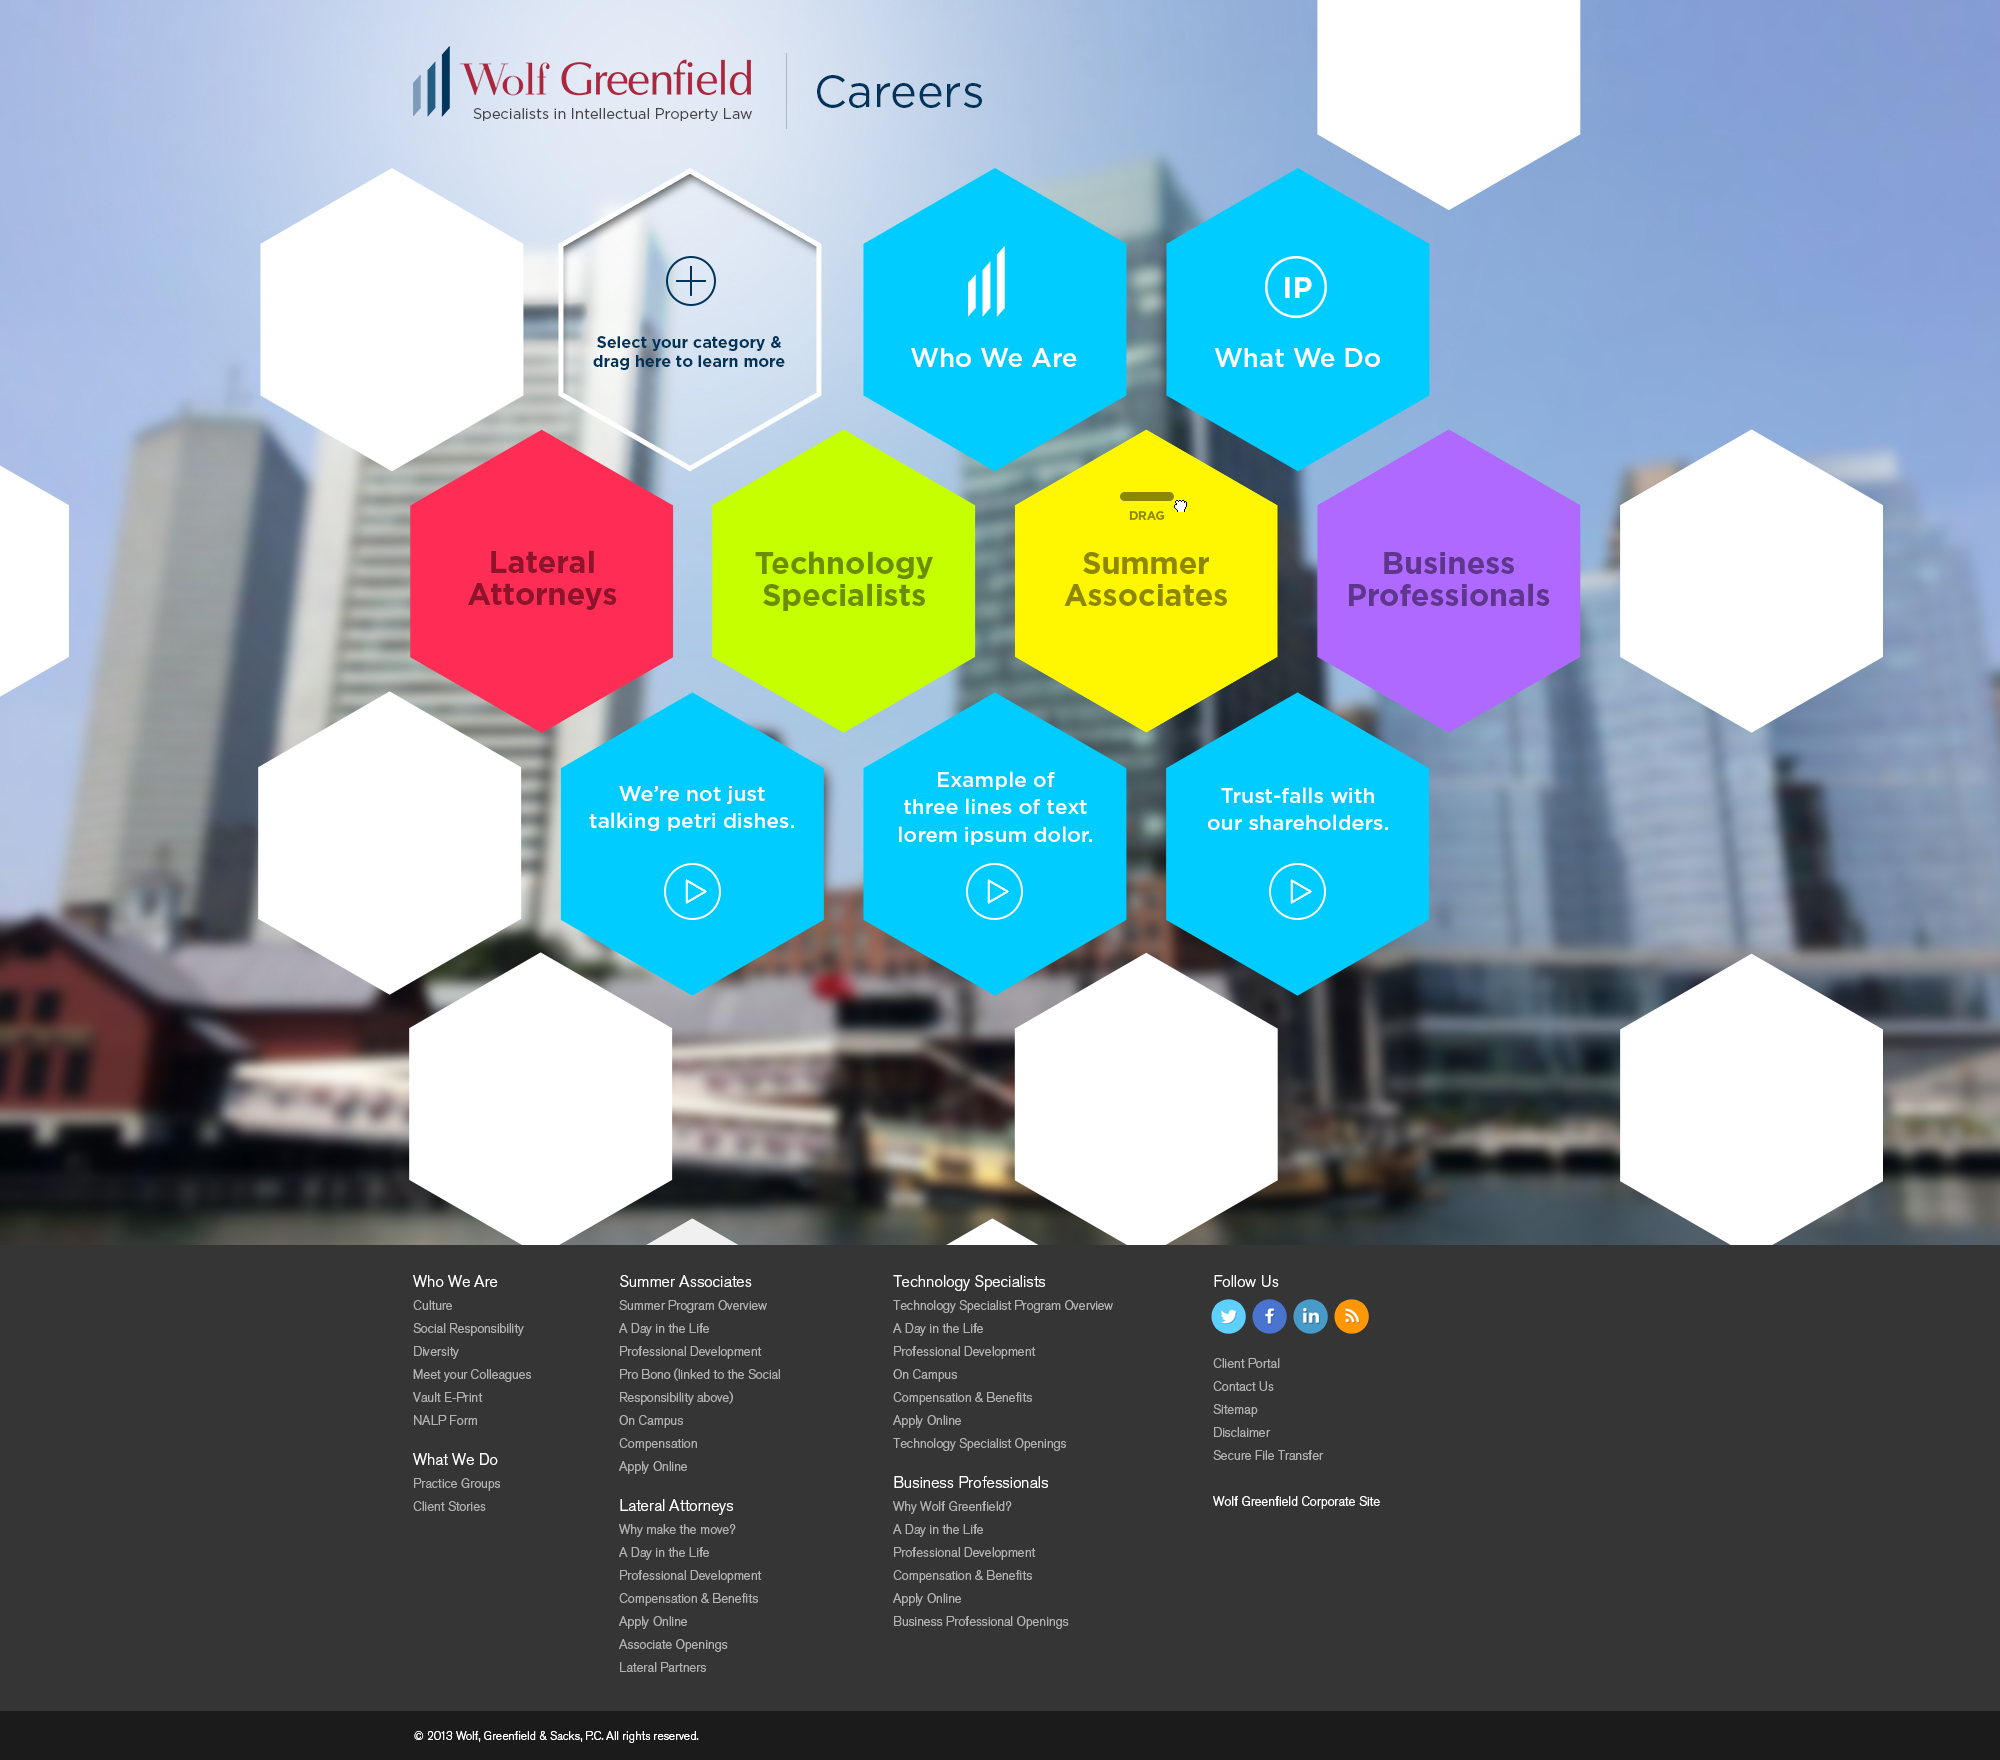 Wolf Greenfield
Specialists in Intellectual Property Law
Careers
Select your category &
drag here to learn more
Who We Are
IP
What We Do
Lateral
Attorneys
Technology
Specialists
DRAG
Summer
Associates
Business
Professionals
We’re not just
talking petri dishes.
Example of
three lines of text
lorem ipsum dolor.
Trust-falls with
our shareholders.
Who We Are
Culture
Social Responsibility
Diversity
Meet your Colleagues
Vault E-Print
NALP Form
What We Do
Practice Groups
Client Stories
Summer Associates
Summer Program Overview
A Day in the Life
Professional Development
Pro Bono (linked to the Social
Responsibility above)
On Campus
Compensation
Apply Online
Lateral Attorneys
Why make the move?
A Day in the Life
Professional Development
Compensation & Benefits
Apply Online
Associate Openings
Lateral Partners
Technology Specialists
Technology Specialist Program Overview
A Day in the Life
Professional Development
On Campus
Compensation & Benefits
Apply Online
Technology Specialist Openings
Business Professionals
Why Wolf Greenfield?
A Day in the Life
Professional Development
Compensation & Benefits
Apply Online
Business Professional Openings
Follow Us
f
in
Client Portal
Contact Us
Sitemap
Disclaimer
Secure File Transfer
Wolf Greenfield Corporate Site
© 2013 Wolf, Greenfield & Sacks, P.C. All rights reserved.